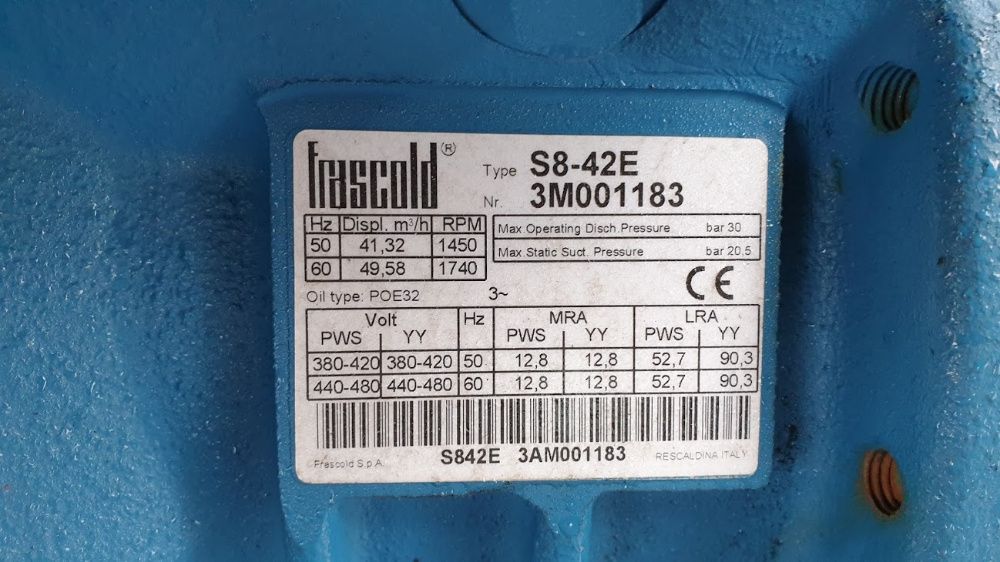 frascold®
Type S8-42E
Nr. 3M001183
Hz Displ. m³/h RPM
50 41,32 1450
60 49,58 1740
Max Operating Disch.Pressure bar 30
Max.Static Suct. Pressure bar 20.5
Oil type: POE32 3~
CE
Volt Hz MRA LRA
PWS YY PWS YY PWS YY
380-420 380-420 50 12,8 12,8 52,7 90,3
440-480 440-480 60 12,8 12,8 52,7 90,3
S842E 3AM001183
Frascold S.p.A. RESCALDINA ITALY